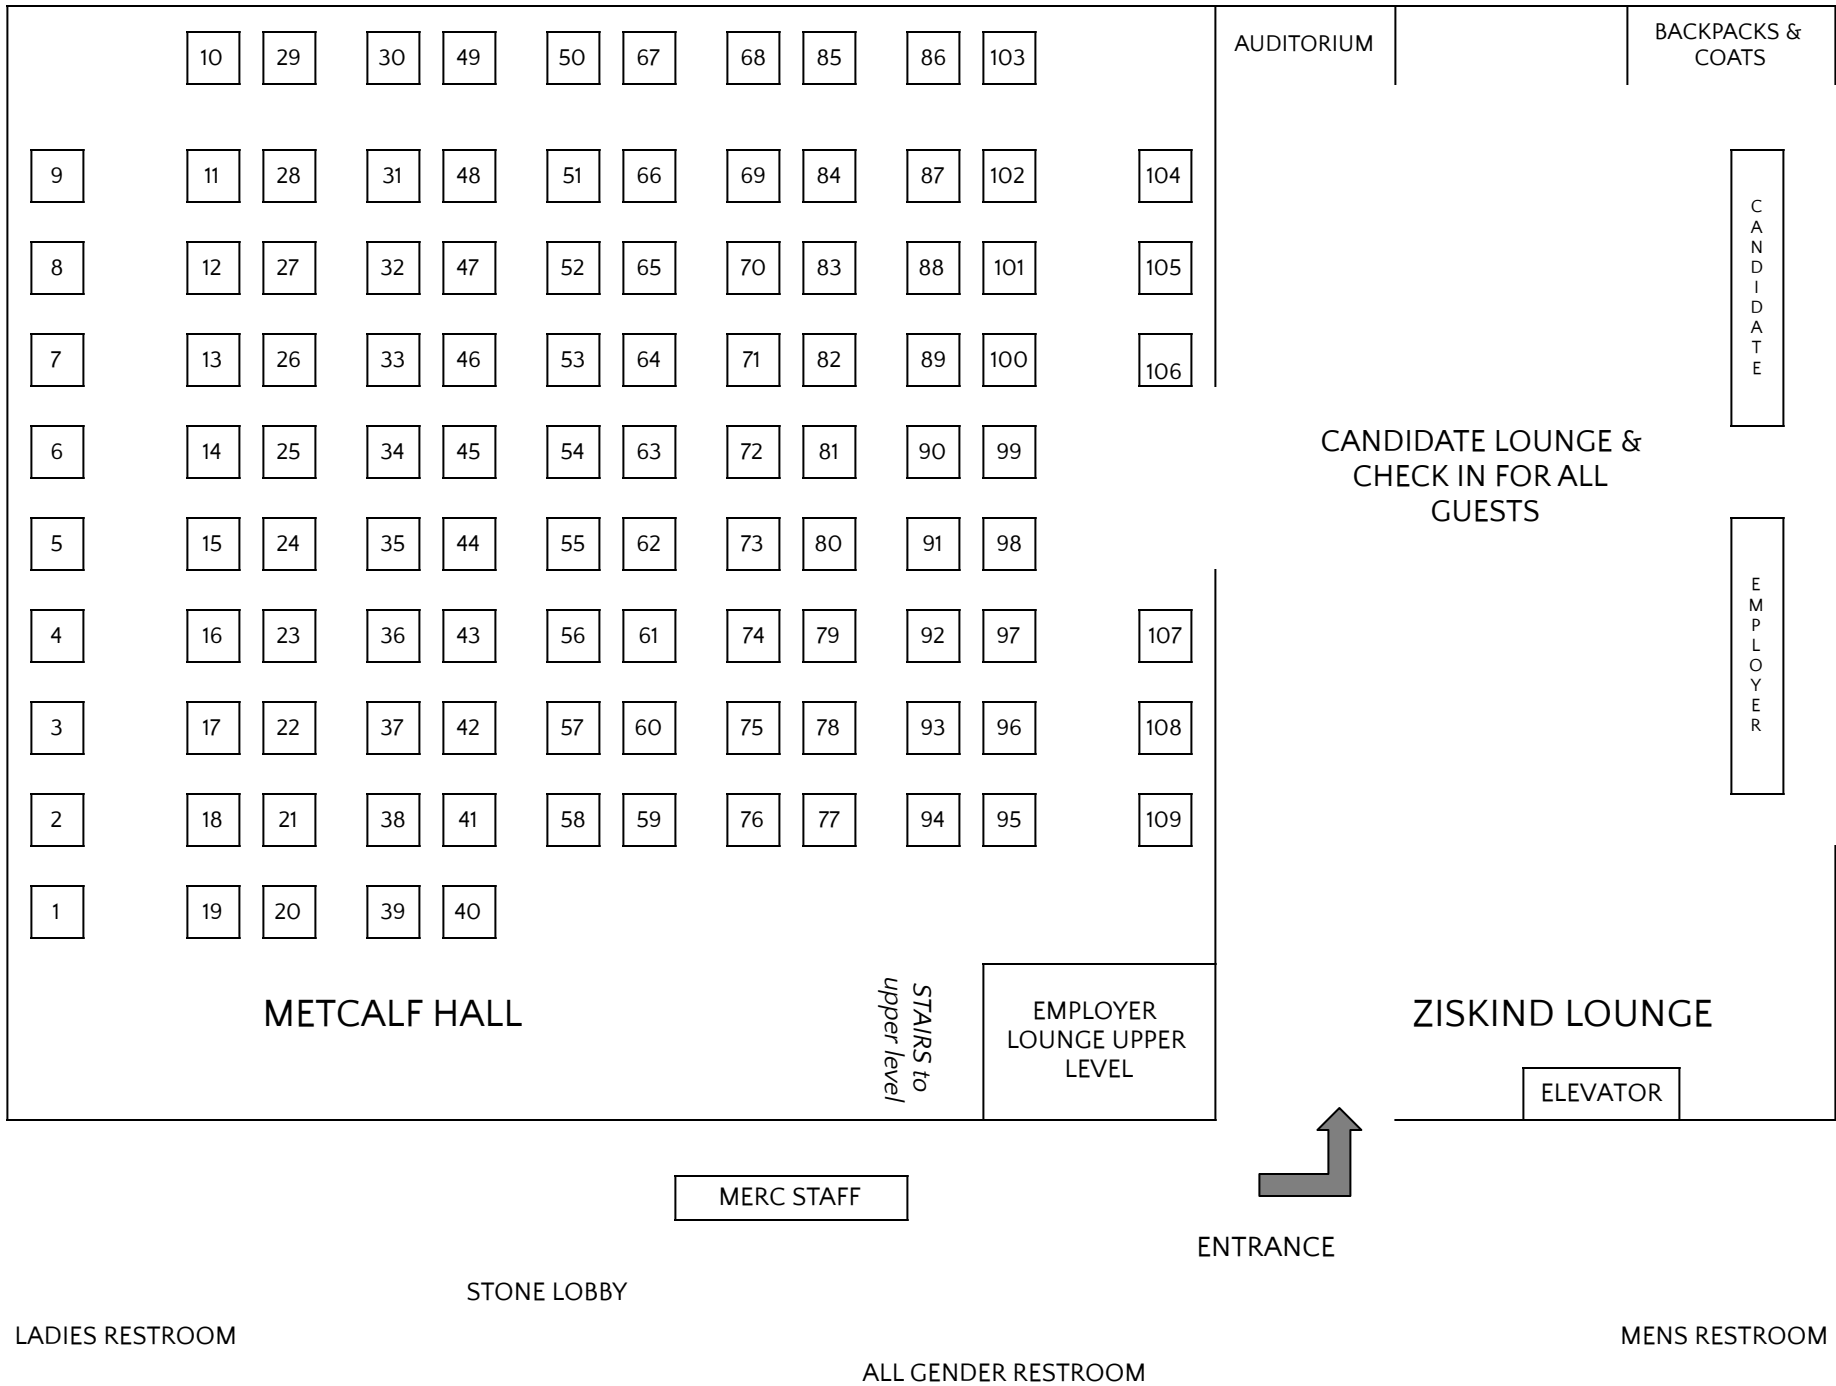 10 29 30 49 50 67 68 85 86 103
AUDITORIUM
BACKPACKS &
COATS
9 11 28 31 48 51 66 69 84 87 102 104
8 12 27 32 47 52 65 70 83 88 101 105
7 13 26 33 46 53 64 71 82 89 100 106
CANDIDATE
6 14 25 34 45 54 63 72 81 90 99
CANDIDATE LOUNGE &
CHECK IN FOR ALL
GUESTS
5 15 24 35 44 55 62 73 80 91 98
4 16 23 36 43 56 61 74 79 92 97 107
EMPLOYER
3 17 22 37 42 57 60 75 78 93 96 108
2 18 21 38 41 58 59 76 77 94 95 109
1 19 20 39 40
METCALF HALL
STAIRS to
upper level
EMPLOYER
LOUNGE UPPER
LEVEL
ZISKIND LOUNGE
ELEVATOR
MERC STAFF
ENTRANCE
STONE LOBBY
LADIES RESTROOM
MENS RESTROOM
ALL GENDER RESTROOM